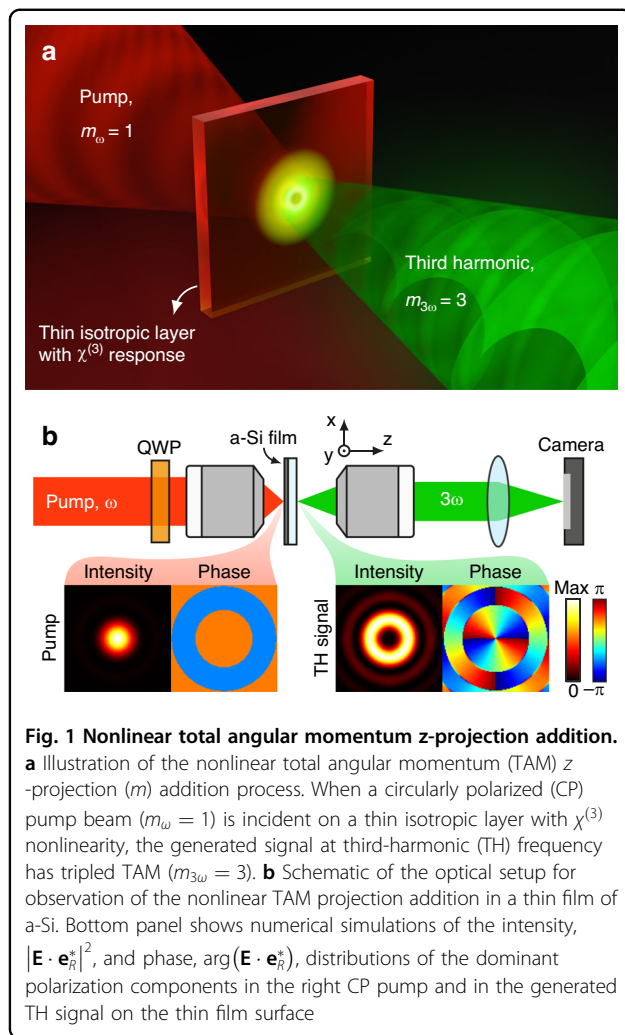 a
Pump,
m_ω = 1
Third harmonic,
m_3ω = 3
Thin isotropic layer
with χ^(3) response
b
QWP
a-Si film
x
y
z
Camera
Pump, ω
3ω
Intensity
Phase
Intensity
Phase
Max π
Pump
TH signal
0 −π
Fig. 1 Nonlinear total angular momentum z-projection addition.
a Illustration of the nonlinear total angular momentum (TAM) z
-projection (m) addition process. When a circularly polarized (CP)
pump beam (m_ω = 1) is incident on a thin isotropic layer with χ^(3)
nonlinearity, the generated signal at third-harmonic (TH) frequency
has tripled TAM (m_3ω = 3). b Schematic of the optical setup for
observation of the nonlinear TAM projection addition in a thin film of
a-Si. Bottom panel shows numerical simulations of the intensity,
|E · e*_R|², and phase, arg(E · e*_R), distributions of the dominant
polarization components in the right CP pump and in the generated
TH signal on the thin film surface